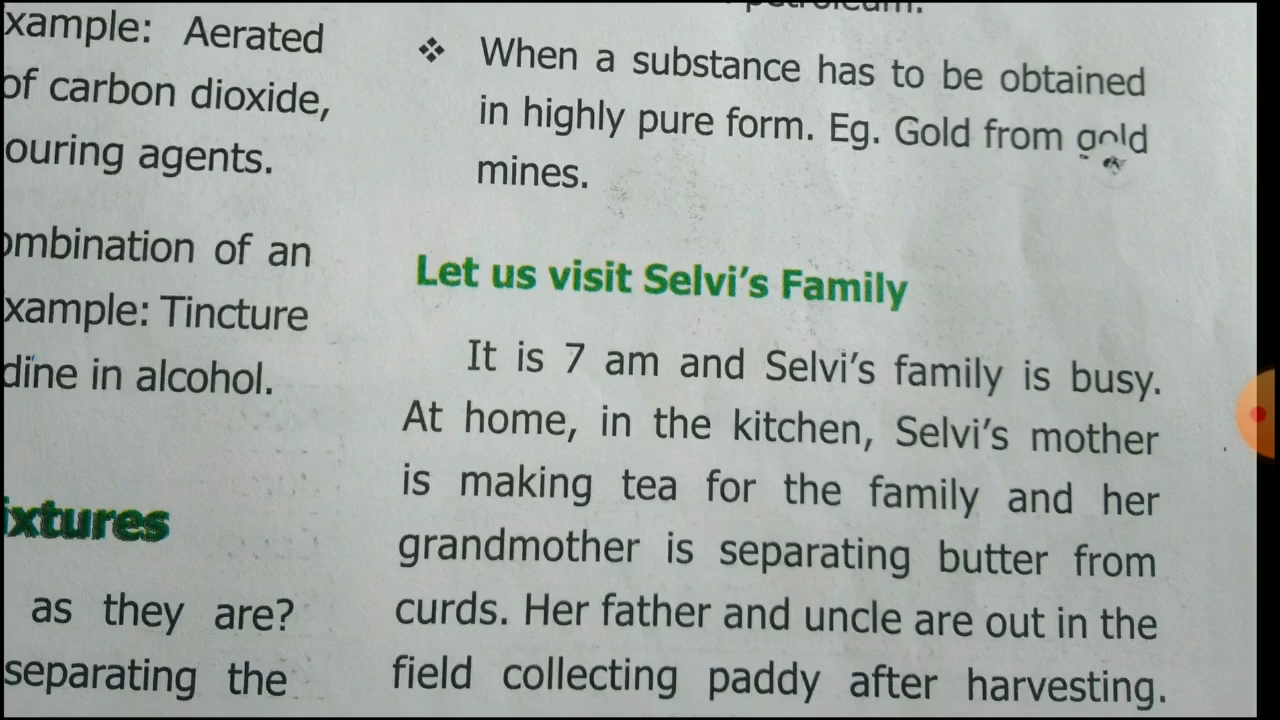 xample: Aerated
of carbon dioxide,
ouring agents.
ombination of an
xample: Tincture
dine in alcohol.
ixtures
as they are?
separating the
petroleum.
❖ When a substance has to be obtained
in highly pure form. Eg. Gold from gold
mines.
Let us visit Selvi's Family
It is 7 am and Selvi's family is busy.
At home, in the kitchen, Selvi's mother
is making tea for the family and her
grandmother is separating butter from
curds. Her father and uncle are out in the
field collecting paddy after harvesting.